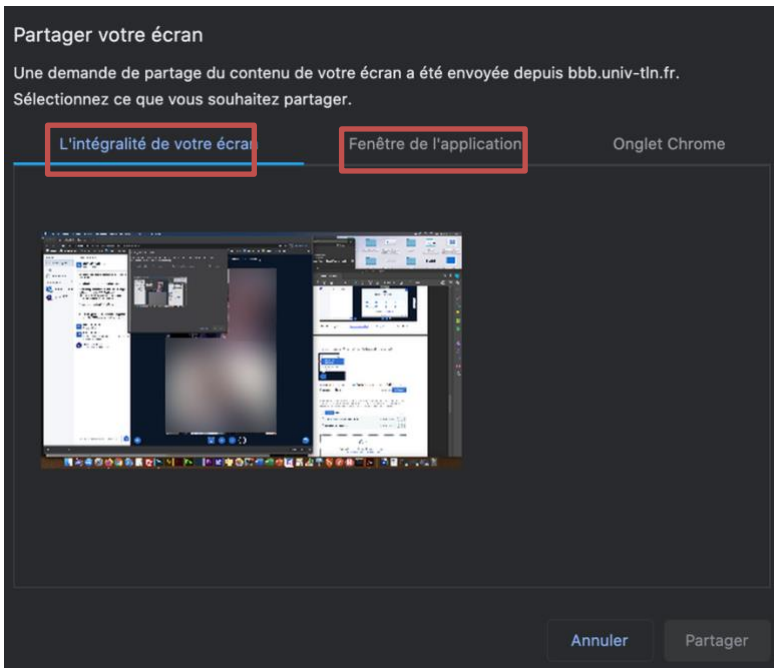 Partager votre écran
Une demande de partage du contenu de votre écran a été envoyée depuis bbb.univ-tln.fr.
Sélectionnez ce que vous souhaitez partager.
L'intégralité de votre écran
Fenêtre de l'application
Onglet Chrome
Annuler
Partager